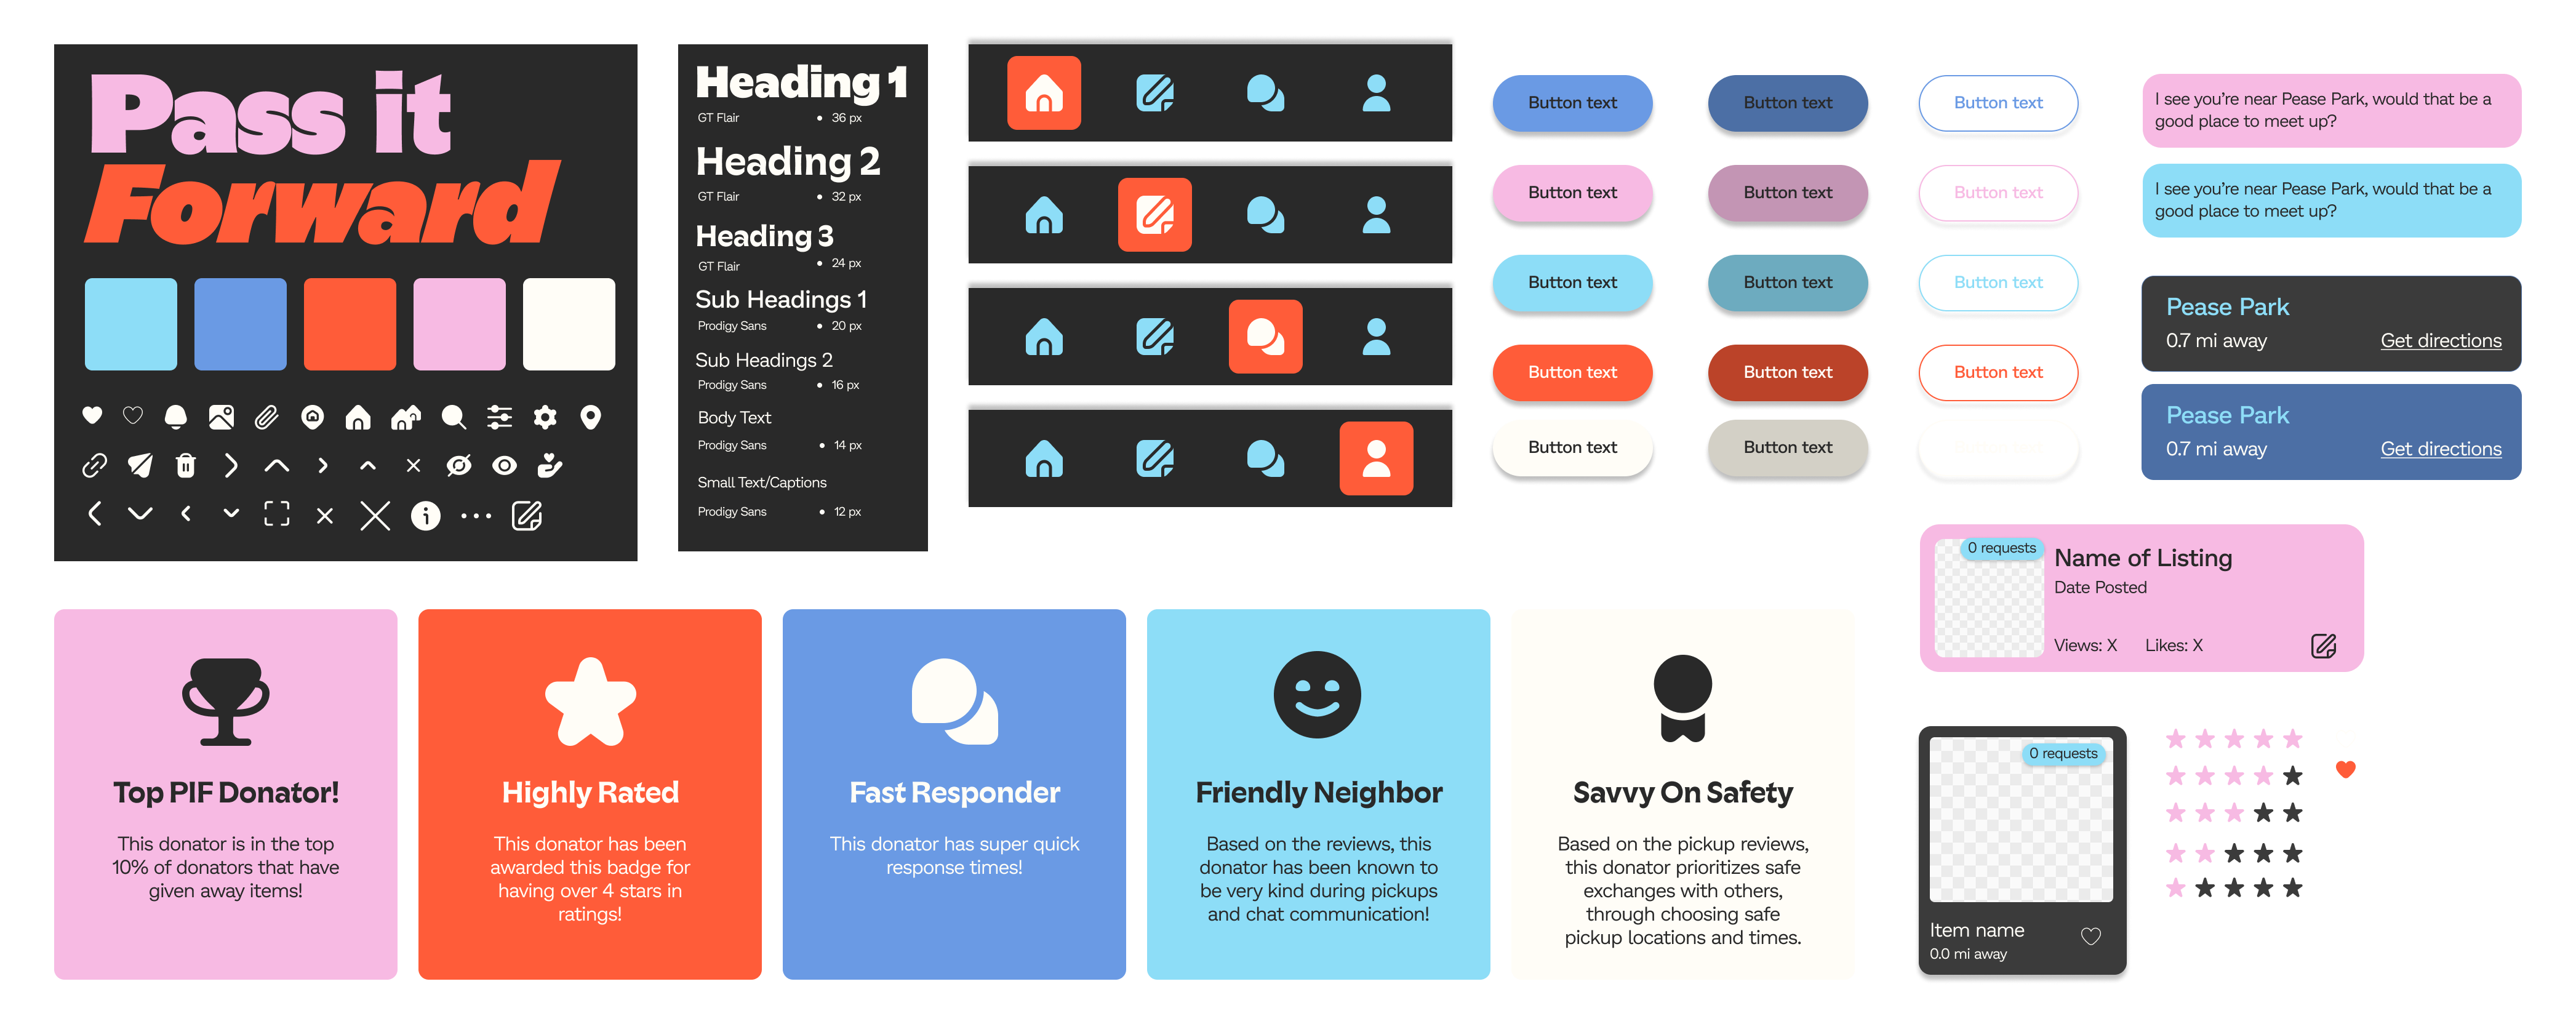 Pass it
Forward
Heading 1
GT Flair • 36 px
Heading 2
GT Flair • 32 px
Heading 3
GT Flair • 24 px
Sub Headings 1
Prodigy Sans • 20 px
Sub Headings 2
Prodigy Sans • 16 px
Body Text
Prodigy Sans • 14 px
Small Text/Captions
Prodigy Sans • 12 px
Button text
Button text
Button text
Button text
Button text
Button text
Button text
Button text
Button text
Button text
Button text
Button text
Button text
Button text
I see you’re near Pease Park, would that be a
good place to meet up?
I see you’re near Pease Park, would that be a
good place to meet up?
Pease Park
0.7 mi away
Get directions
Pease Park
0.7 mi away
Get directions
0 requests
Name of Listing
Date Posted
Views: X
Likes: X
Top PIF Donator!
This donator is in the top
10% of donators that have
given away items!
Highly Rated
This donator has been
awarded this badge for
having over 4 stars in
ratings!
Fast Responder
This donator has super quick
response times!
Friendly Neighbor
Based on the reviews, this
donator has been known to
be very kind during pickups
and chat communication!
Savvy On Safety
Based on the pickup reviews,
this donator prioritizes safe
exchanges with others,
through choosing safe
pickup locations and times.
0 requests
Item name
0.0 mi away